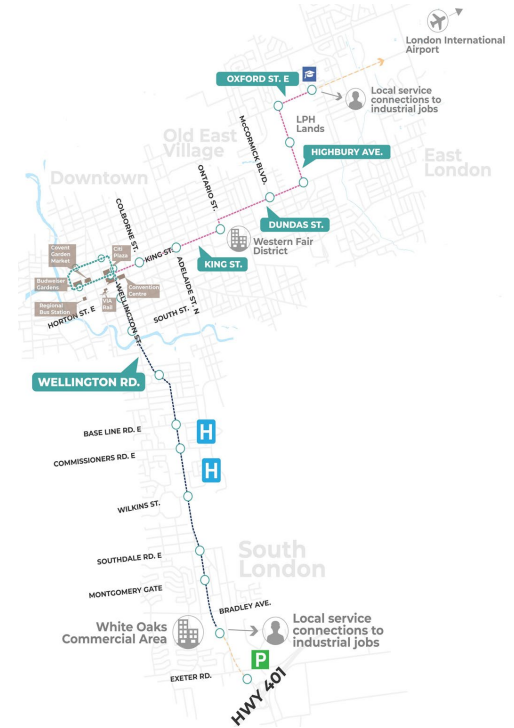 London International
Airport
OXFORD ST. E
Local service
connections to
industrial jobs
LPH
Lands
McCORMICK BLVD.
Old East
Village
HIGHBURY AVE.
East
London
ONTARIO ST.
Downtown
COLBORNE ST.
DUNDAS ST.
Western Fair
District
KING ST.
KING ST.
ADELAIDE ST. N
Covent
Garden
Market
Citi
Plaza
Budweiser
Gardens
Convention
Centre
Regional
Bus Station
VIA
Rail
HORTON ST. E
WELLINGTON ST.
SOUTH ST.
WELLINGTON RD.
BASE LINE RD. E
H
COMMISSIONERS RD. E
H
WILKINS ST.
SOUTHDALE RD. E
South
London
MONTGOMERY GATE
BRADLEY AVE.
White Oaks
Commercial Area
Local service
connections to
industrial jobs
P
EXETER RD.
HWY 401